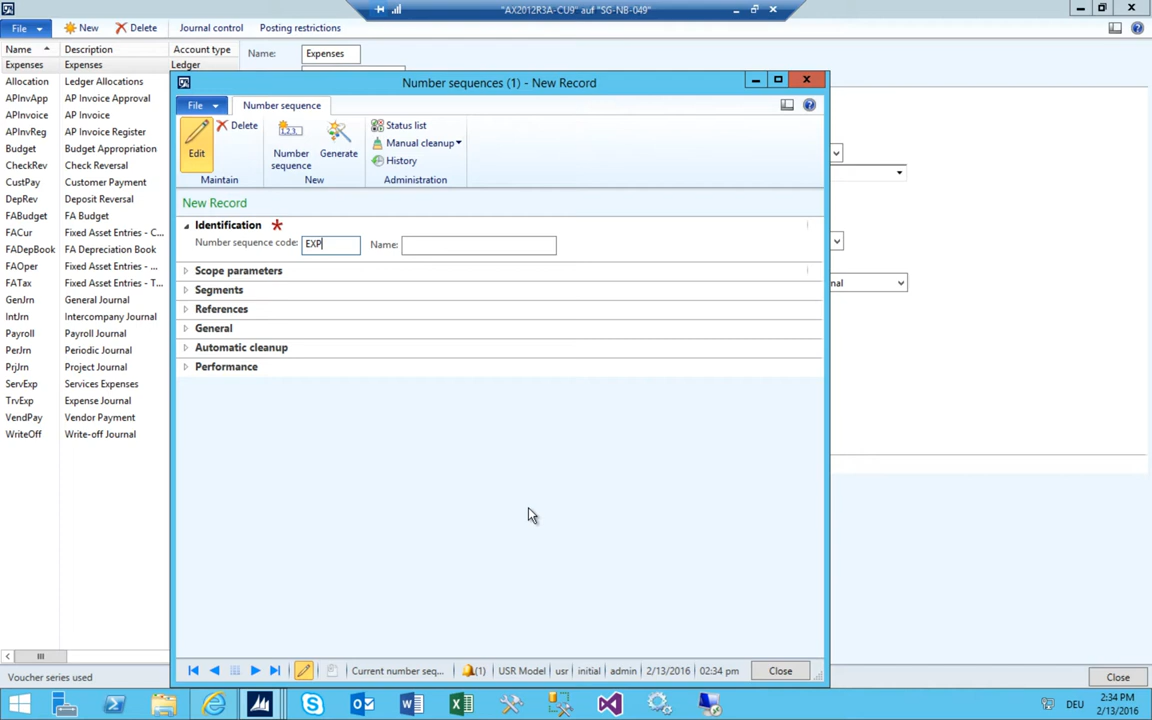 "AX2012R3A-CU9" auf "SG-NB-049"
File New Delete Journal control Posting restrictions
Name Description Account type
Name: Expenses
Expenses Expenses Ledger
Allocation Ledger Allocations
APInvApp AP Invoice Approval
APInvoice AP Invoice
APInvReg AP Invoice Register
Budget Budget Appropriation
CheckRev Check Reversal
CustPay Customer Payment
DepRev Deposit Reversal
FABudget FA Budget
FACur Fixed Asset Entries - C...
FADepBook FA Depreciation Book
FAOper Fixed Asset Entries - ...
FATax Fixed Asset Entries - T...
GenJrn General Journal
IntJrn Intercompany Journal
Payroll Payroll Journal
PerJrn Periodic Journal
PrjJrn Project Journal
ServExp Services Expenses
TrvExp Expense Journal
VendPay Vendor Payment
WriteOff Write-off Journal
Number sequences (1) - New Record
File Number sequence
Edit
Delete
Maintain
Number sequence
Generate
New
Status list
Manual cleanup
History
Administration
New Record
Identification
Number sequence code: EXP Name:
Scope parameters
Segments
References
General
Automatic cleanup
Performance
nal
Current number seq... (1) USR Model usr initial admin 2/13/2016 02:34 pm Close
Voucher series used
Close
DEU 2:34 PM
2/13/2016